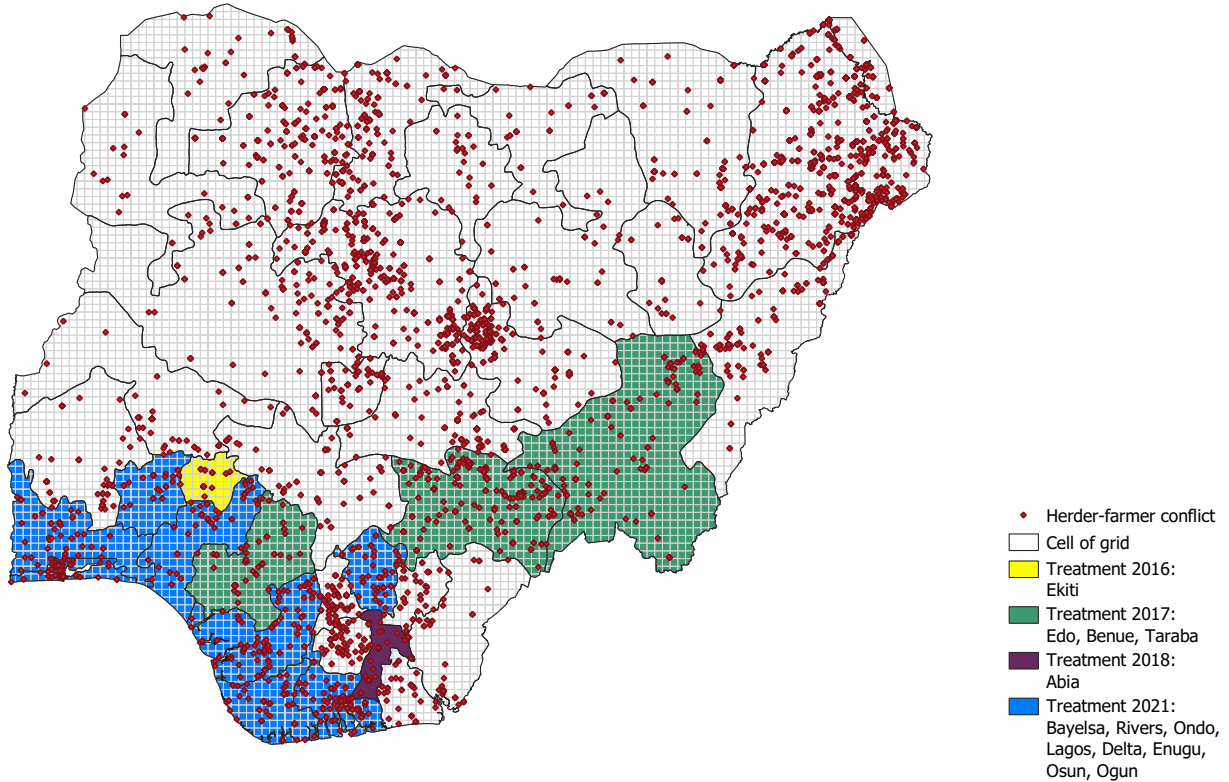 Herder-farmer conflict
Cell of grid
Treatment 2016:
Ekiti
Treatment 2017:
Edo, Benue, Taraba
Treatment 2018:
Abia
Treatment 2021:
Bayelsa, Rivers, Ondo,
Lagos, Delta, Enugu,
Osun, Ogun